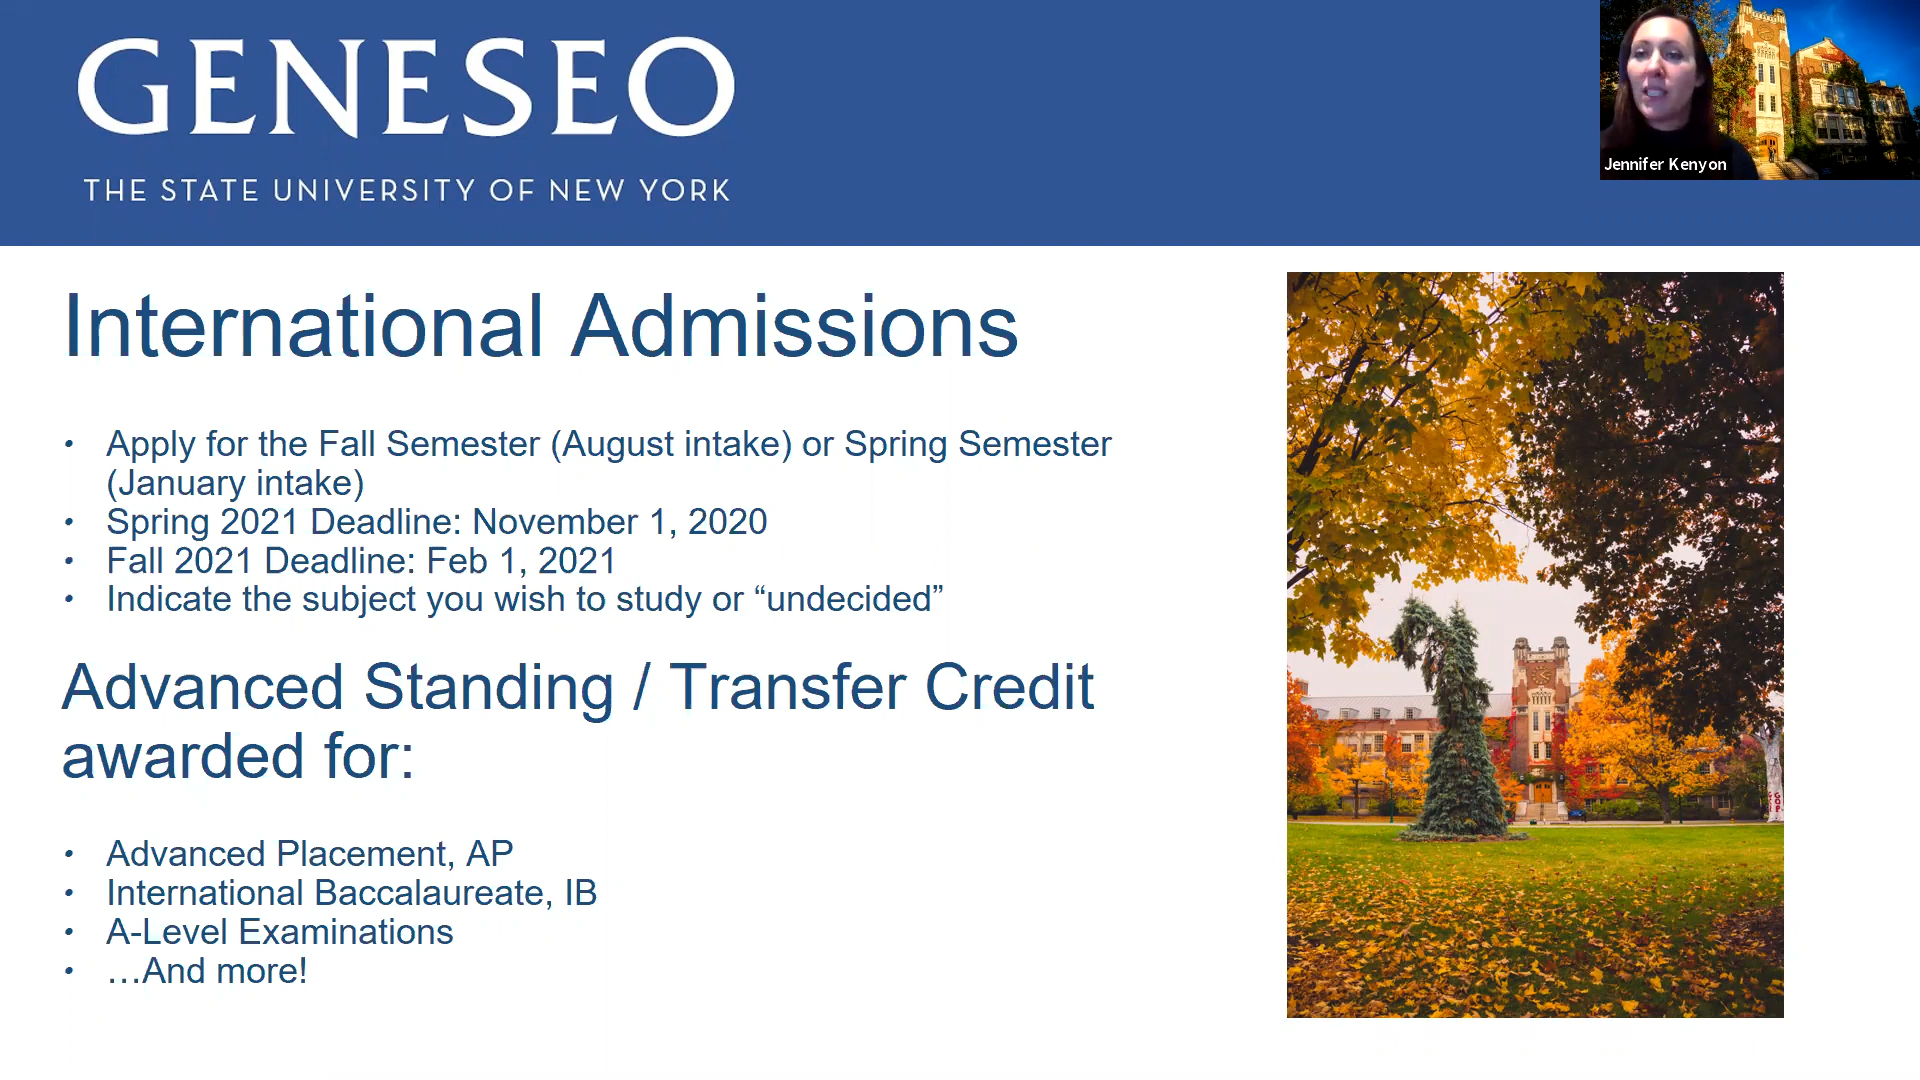 GENESEO
THE STATE UNIVERSITY OF NEW YORK
Jennifer Kenyon
International Admissions
• Apply for the Fall Semester (August intake) or Spring Semester
(January intake)
• Spring 2021 Deadline: November 1, 2020
• Fall 2021 Deadline: Feb 1, 2021
• Indicate the subject you wish to study or “undecided”
Advanced Standing / Transfer Credit
awarded for:
• Advanced Placement, AP
• International Baccalaureate, IB
• A-Level Examinations
• …And more!